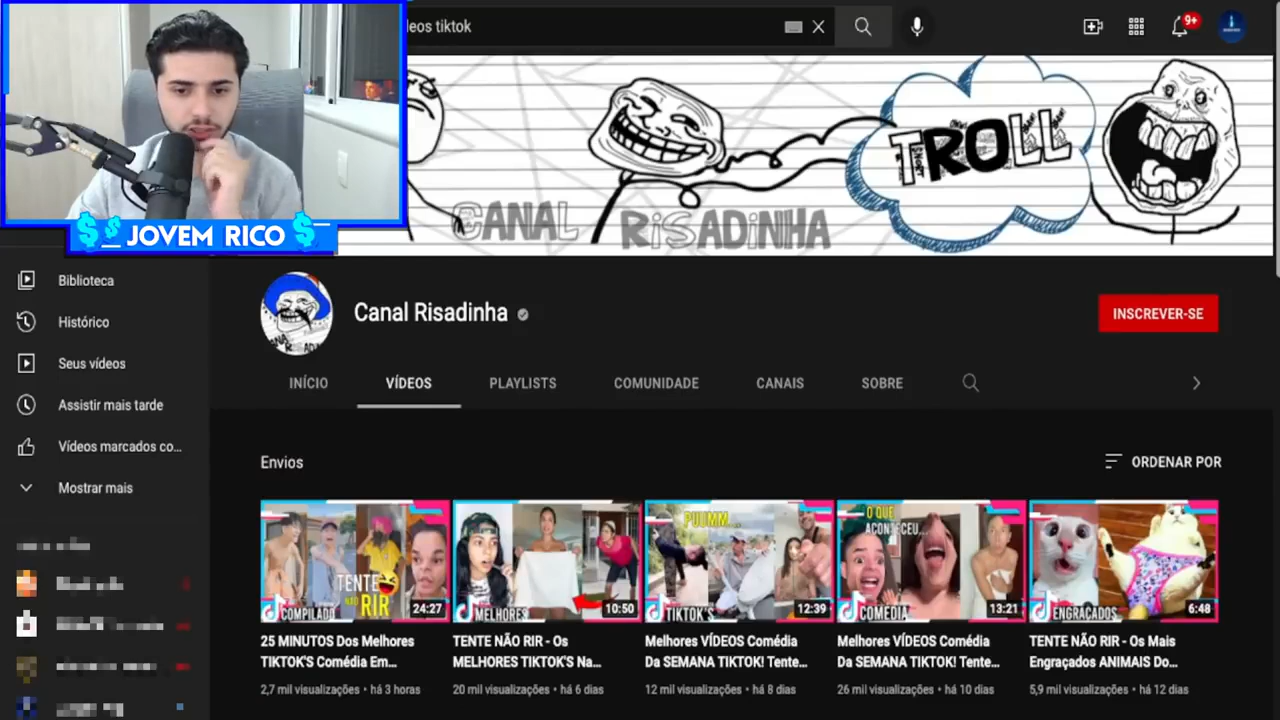 eos tiktok
9+
TROLL
CANAL RiSADiNHA
JOVEM RICO
Biblioteca
Histórico
Seus vídeos
Assistir mais tarde
Vídeos marcados co...
Mostrar mais
Canal Risadinha
INSCREVER-SE
INÍCIO VÍDEOS PLAYLISTS COMUNIDADE CANAIS SOBRE
Envios
ORDENAR POR
TENTE NÃO RIR
COMPILADO
24:27
MELHORES
10:50
PUUMM...
TIKTOK'S
12:39
O QUE ACONTECEU...
COMÉDIA
13:21
ENGRAÇADOS
6:48
25 MINUTOS Dos Melhores
TIKTOK'S Comédia Em...
2,7 mil visualizações • há 3 horas
TENTE NÃO RIR - Os
MELHORES TIKTOK'S Na...
20 mil visualizações • há 6 dias
Melhores VÍDEOS Comédia
Da SEMANA TIKTOK! Tente...
12 mil visualizações • há 8 dias
Melhores VÍDEOS Comédia
Da SEMANA TIKTOK! Tente...
26 mil visualizações • há 10 dias
TENTE NÃO RIR - Os Mais
Engraçados ANIMAIS Do...
5,9 mil visualizações • há 12 dias